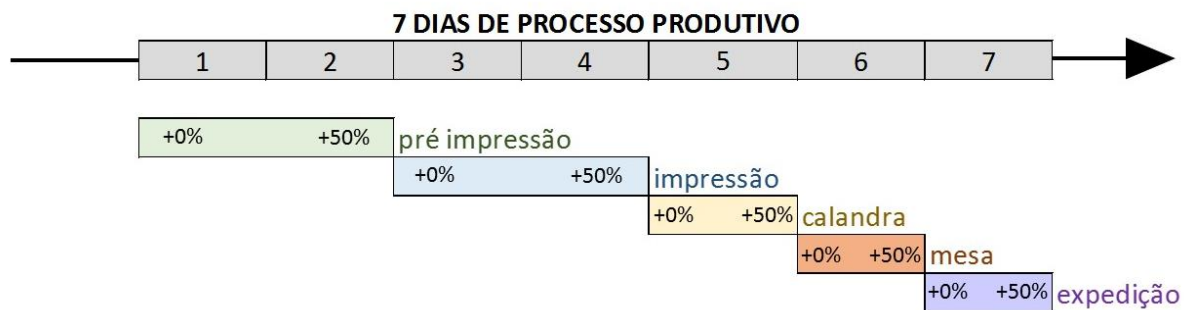 7 DIAS DE PROCESSO PRODUTIVO
1 2 3 4 5 6 7
+0% +50% pré impressão
+0% +50% impressão
+0% +50% calandra
+0% +50% mesa
+0% +50% expedição